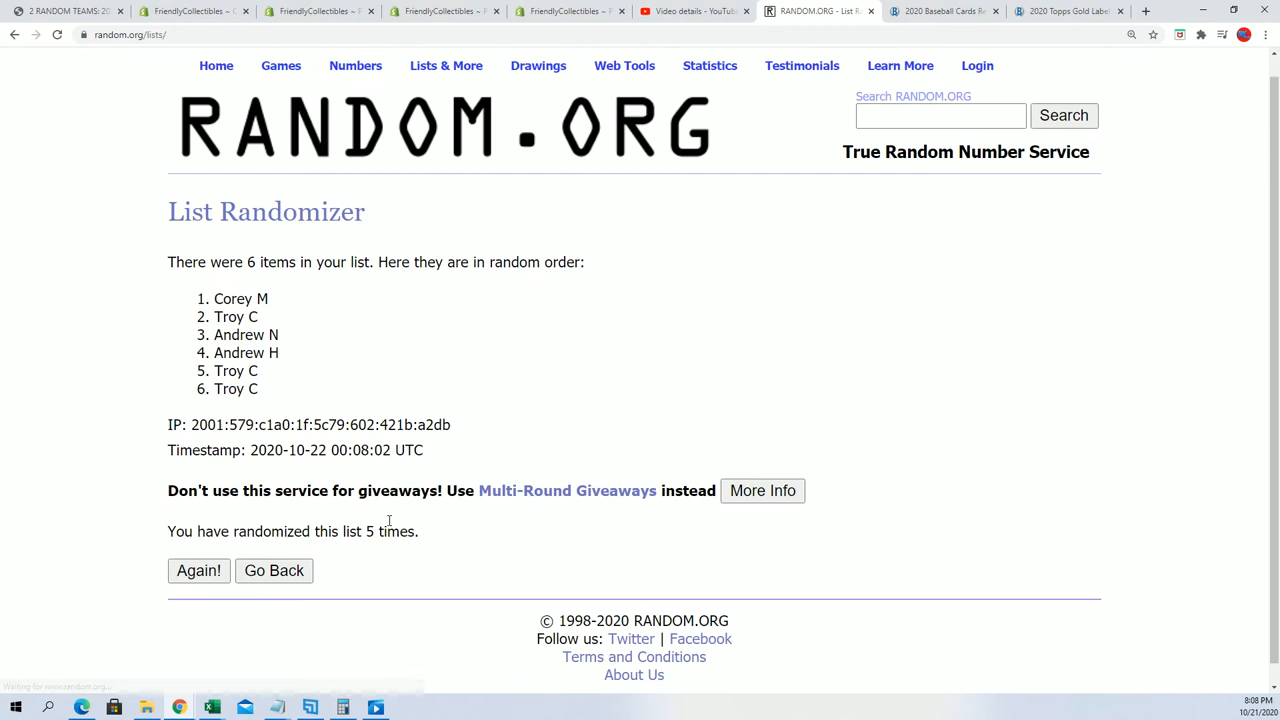 2 RANDOM TEAMS: 20
FriendlyCollectibles ~ C
FriendlyCollectibles ~ P
FriendlyCollectibles ~ P
FriendlyCollectibles ~ P
Video details - YouTube
RANDOM.ORG - List R
2020 Baseball Cards Re
2020 Topps Gold Labe
random.org/lists/
Home Games Numbers Lists & More Drawings Web Tools Statistics Testimonials Learn More Login
RANDOM.ORG
Search RANDOM.ORG
Search
True Random Number Service
List Randomizer
There were 6 items in your list. Here they are in random order:
1. Corey M
2. Troy C
3. Andrew N
4. Andrew H
5. Troy C
6. Troy C
IP: 2001:579:c1a0:1f:5c79:602:421b:a2db
Timestamp: 2020-10-22 00:08:02 UTC
Don't use this service for giveaways! Use Multi-Round Giveaways instead More Info
You have randomized this list 5 times.
Again! Go Back
© 1998-2020 RANDOM.ORG
Follow us: Twitter | Facebook
Terms and Conditions
About Us
Waiting for www.random.org...
8:08 PM
10/21/2020